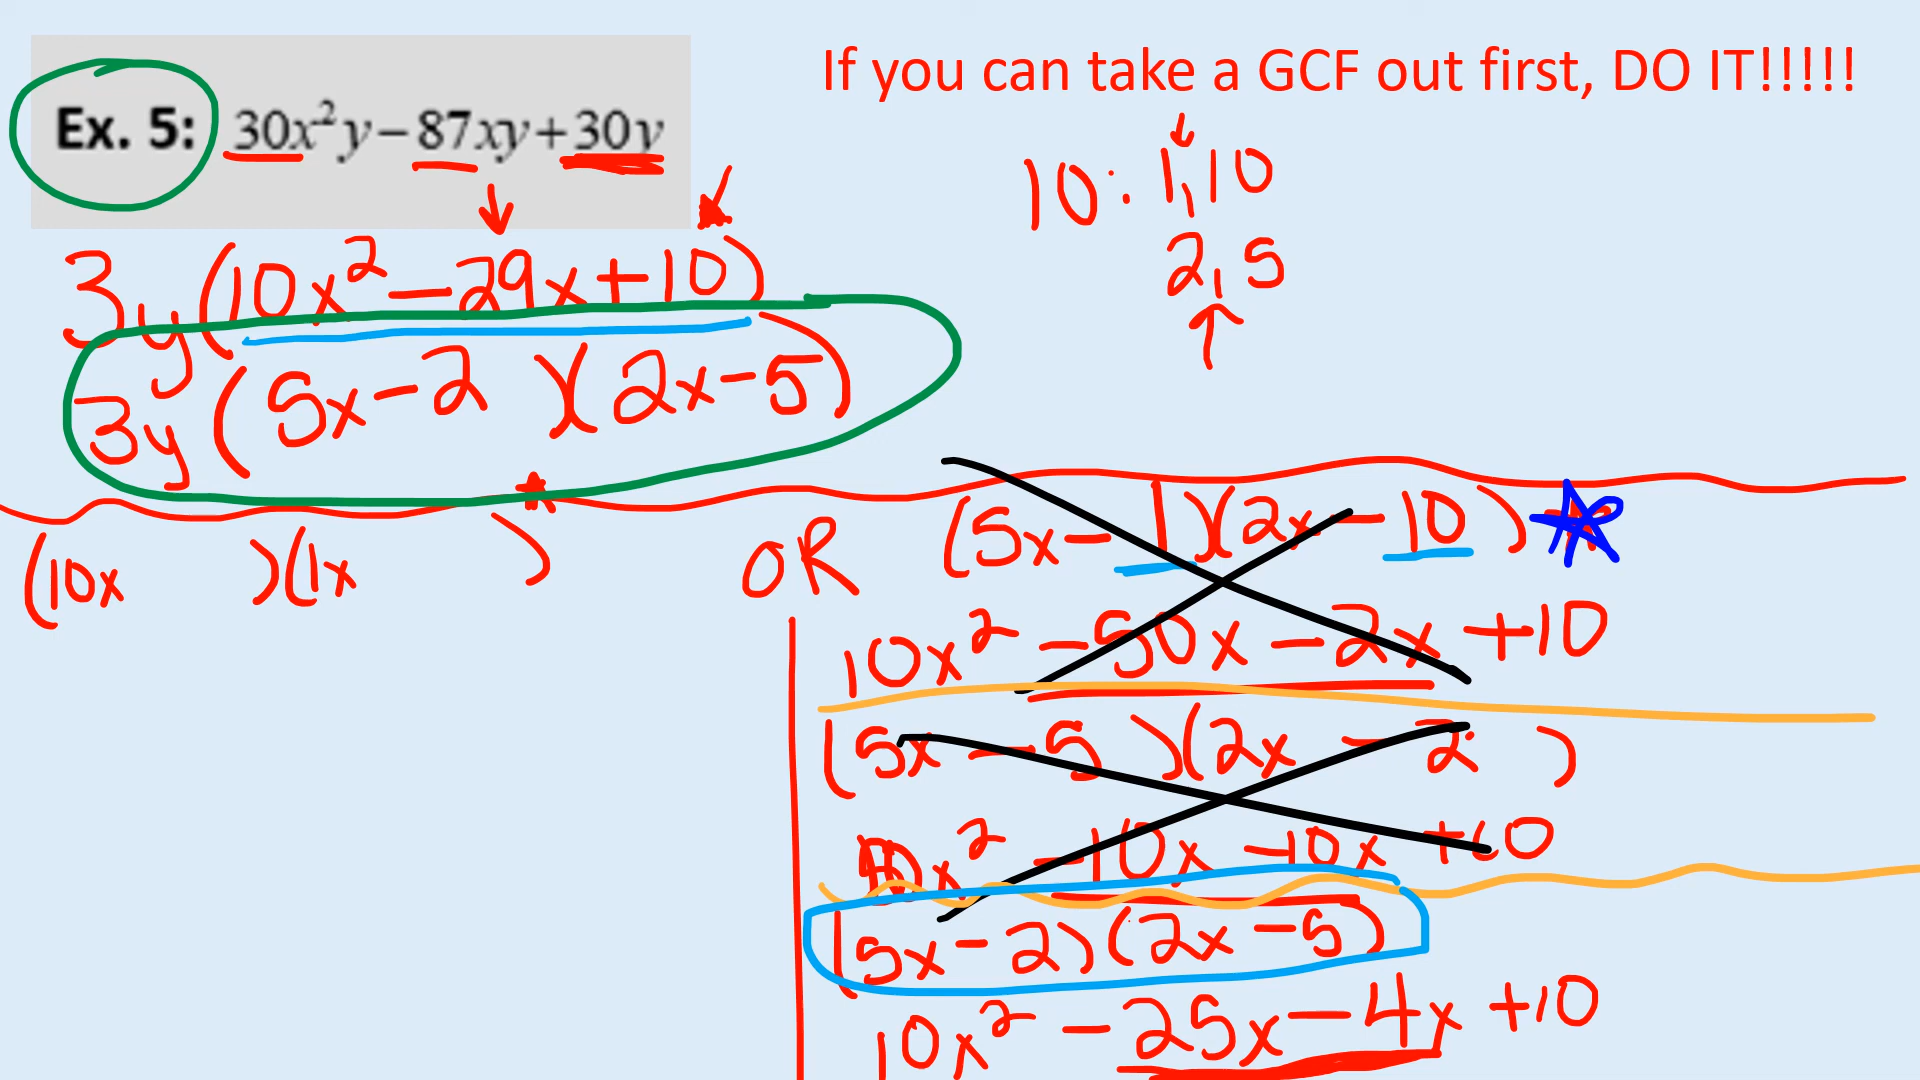 If you can take a GCF out first, DO IT!!!!!
Ex. 5: 30x²y−87xy+30y
10: 1,10
2,5
3y(10x²−29x+10)
3y(5x−2)(2x−5)
(10x )(1x )
OR
(5x−1)(2x−10)
10x²−50x−2x+10
(5x−5)(2x−2)
10x²−10x−10x+10
(5x−2)(2x−5)
10x²−25x−4x+10